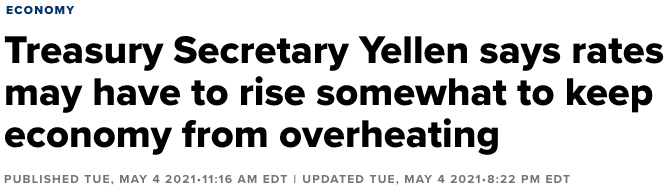 ECONOMY
Treasury Secretary Yellen says rates
may have to rise somewhat to keep
economy from overheating
PUBLISHED TUE, MAY 4 2021•11:16 AM EDT | UPDATED TUE, MAY 4 2021•8:22 PM EDT